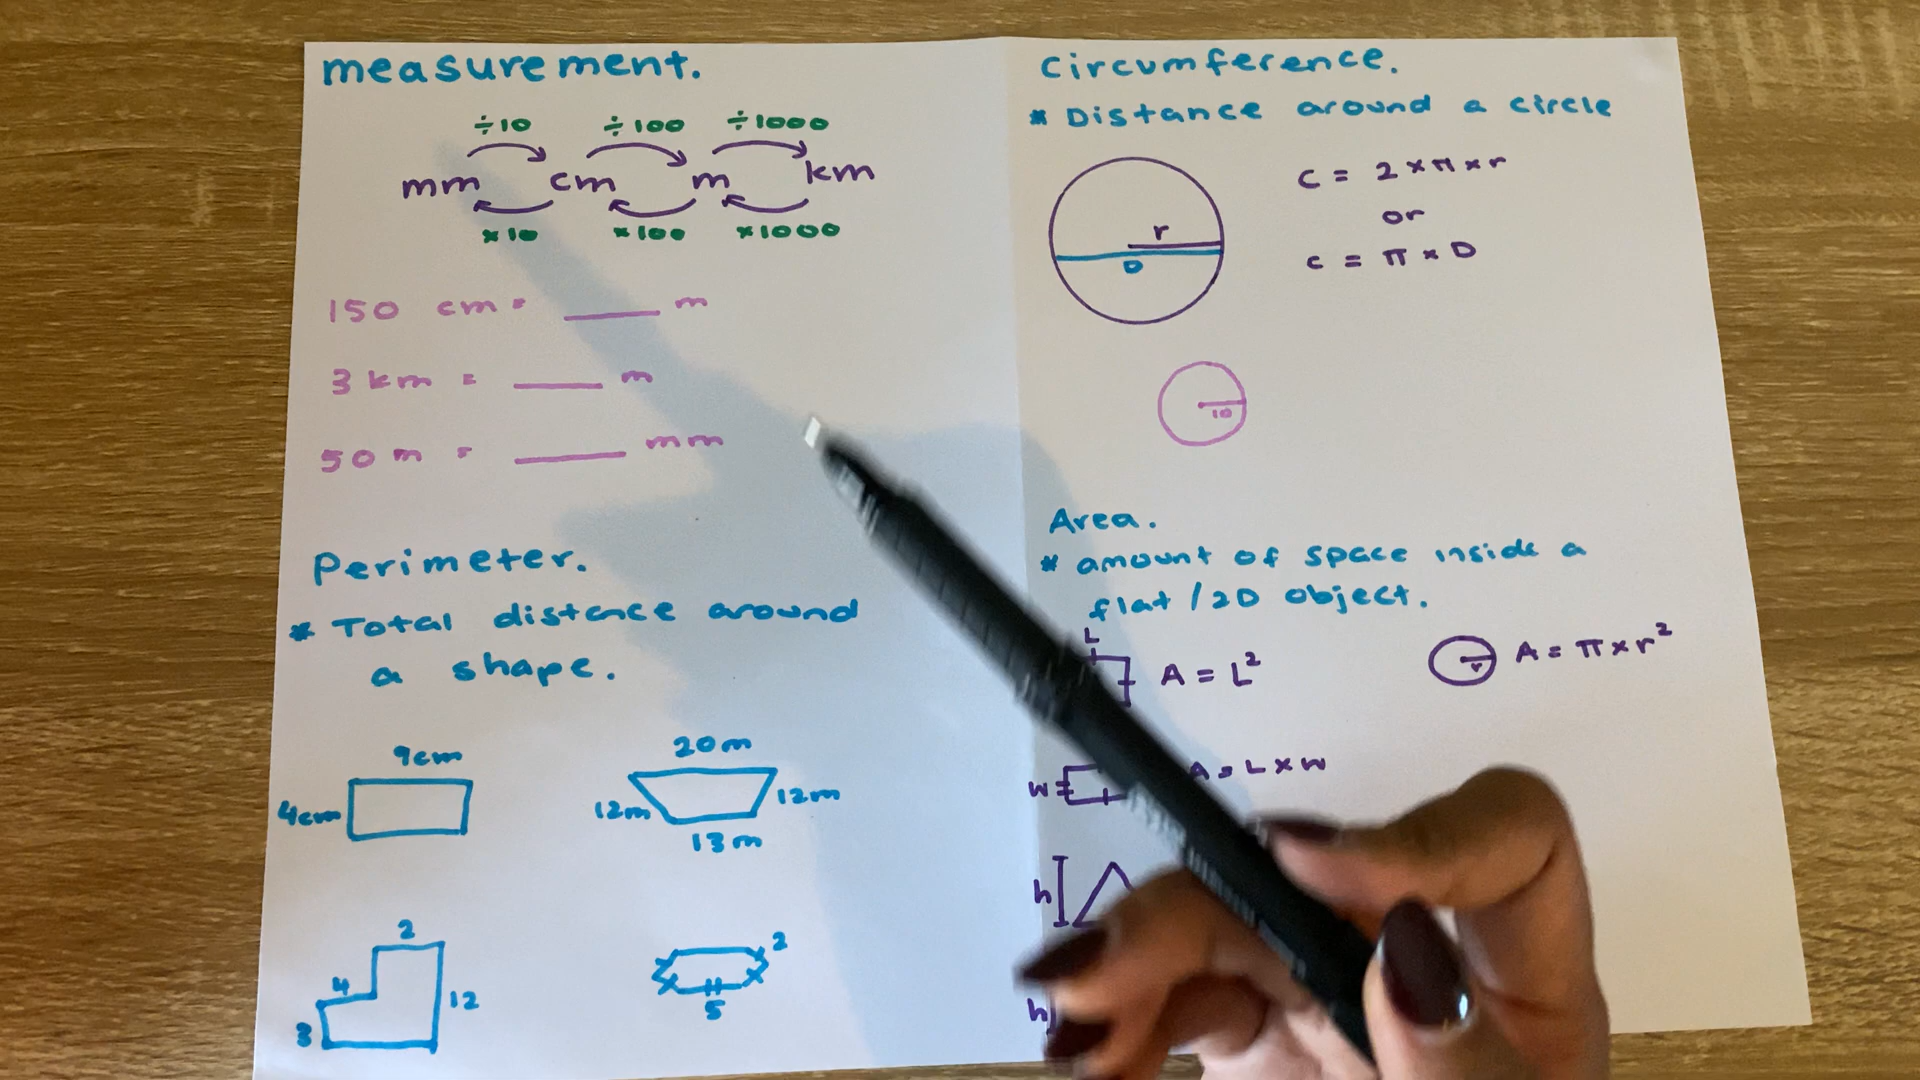 measurement.
÷10 ÷100 ÷1000
mm cm m km
×10 ×100 ×1000
150 cm = ____ m
3 km = ____ m
50 m = ____ mm
Perimeter.
* Total distance around
a shape.
9cm
4cm
20m
12m 12m
13m
2
4
12
3
2
5
Circumference.
* Distance around a circle
r
D
C = 2 × π × r
or
C = π × D
10
Area.
* amount of space inside a
flat / 2D object.
L
A = L²
r
A = π × r²
W
A = L × W
h
h